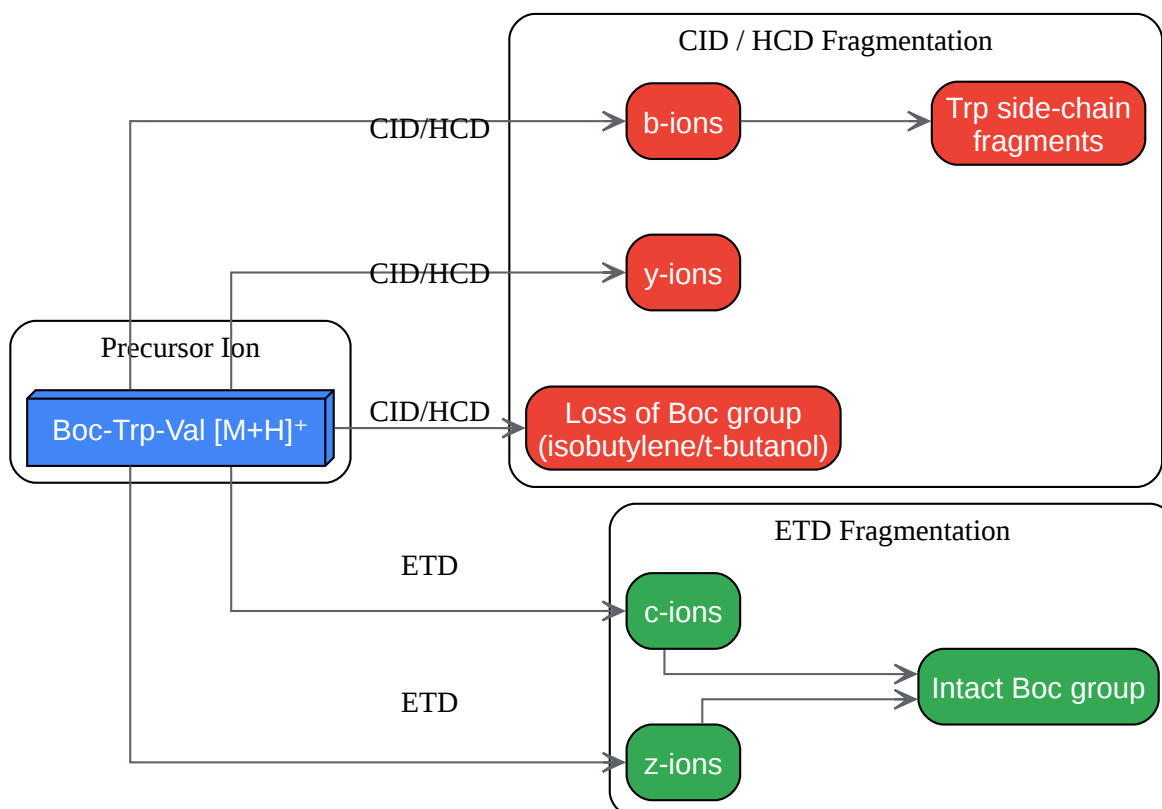 CID / HCD Fragmentation
b-ions
Trp side-chain
fragments
CID/HCD
y-ions
CID/HCD
Precursor Ion
Boc-Trp-Val [M+H]⁺
CID/HCD
Loss of Boc group
(isobutylene/t-butanol)
ETD Fragmentation
ETD
c-ions
Intact Boc group
ETD
z-ions